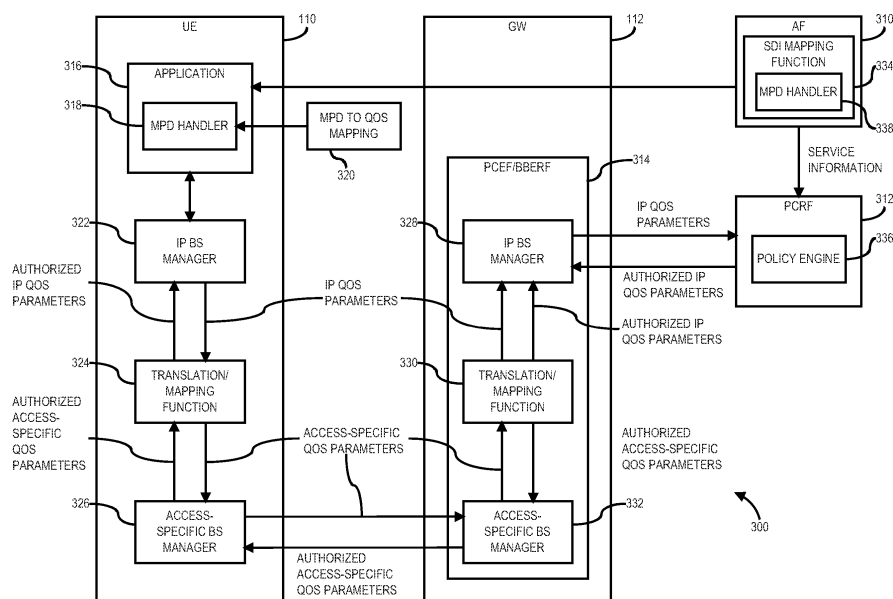 UE
110
GW
112
AF
310
SDI MAPPING
FUNCTION
334
MPD HANDLER
338
316
APPLICATION
318
MPD HANDLER
MPD TO QOS
MAPPING
320
SERVICE
INFORMATION
PCEF/BBERF
314
PCRF
312
POLICY ENGINE
336
IP QOS
PARAMETERS
AUTHORIZED IP
QOS PARAMETERS
322
IP BS
MANAGER
328
IP BS
MANAGER
AUTHORIZED
IP QOS
PARAMETERS
IP QOS
PARAMETERS
AUTHORIZED IP
QOS PARAMETERS
324
TRANSLATION/
MAPPING
FUNCTION
330
TRANSLATION/
MAPPING
FUNCTION
AUTHORIZED
ACCESS-
SPECIFIC
QOS
PARAMETERS
ACCESS-SPECIFIC
QOS PARAMETERS
AUTHORIZED
ACCESS-SPECIFIC
QOS PARAMETERS
326
ACCESS-
SPECIFIC BS
MANAGER
ACCESS-
SPECIFIC BS
MANAGER
332
AUTHORIZED
ACCESS-SPECIFIC
QOS PARAMETERS
300